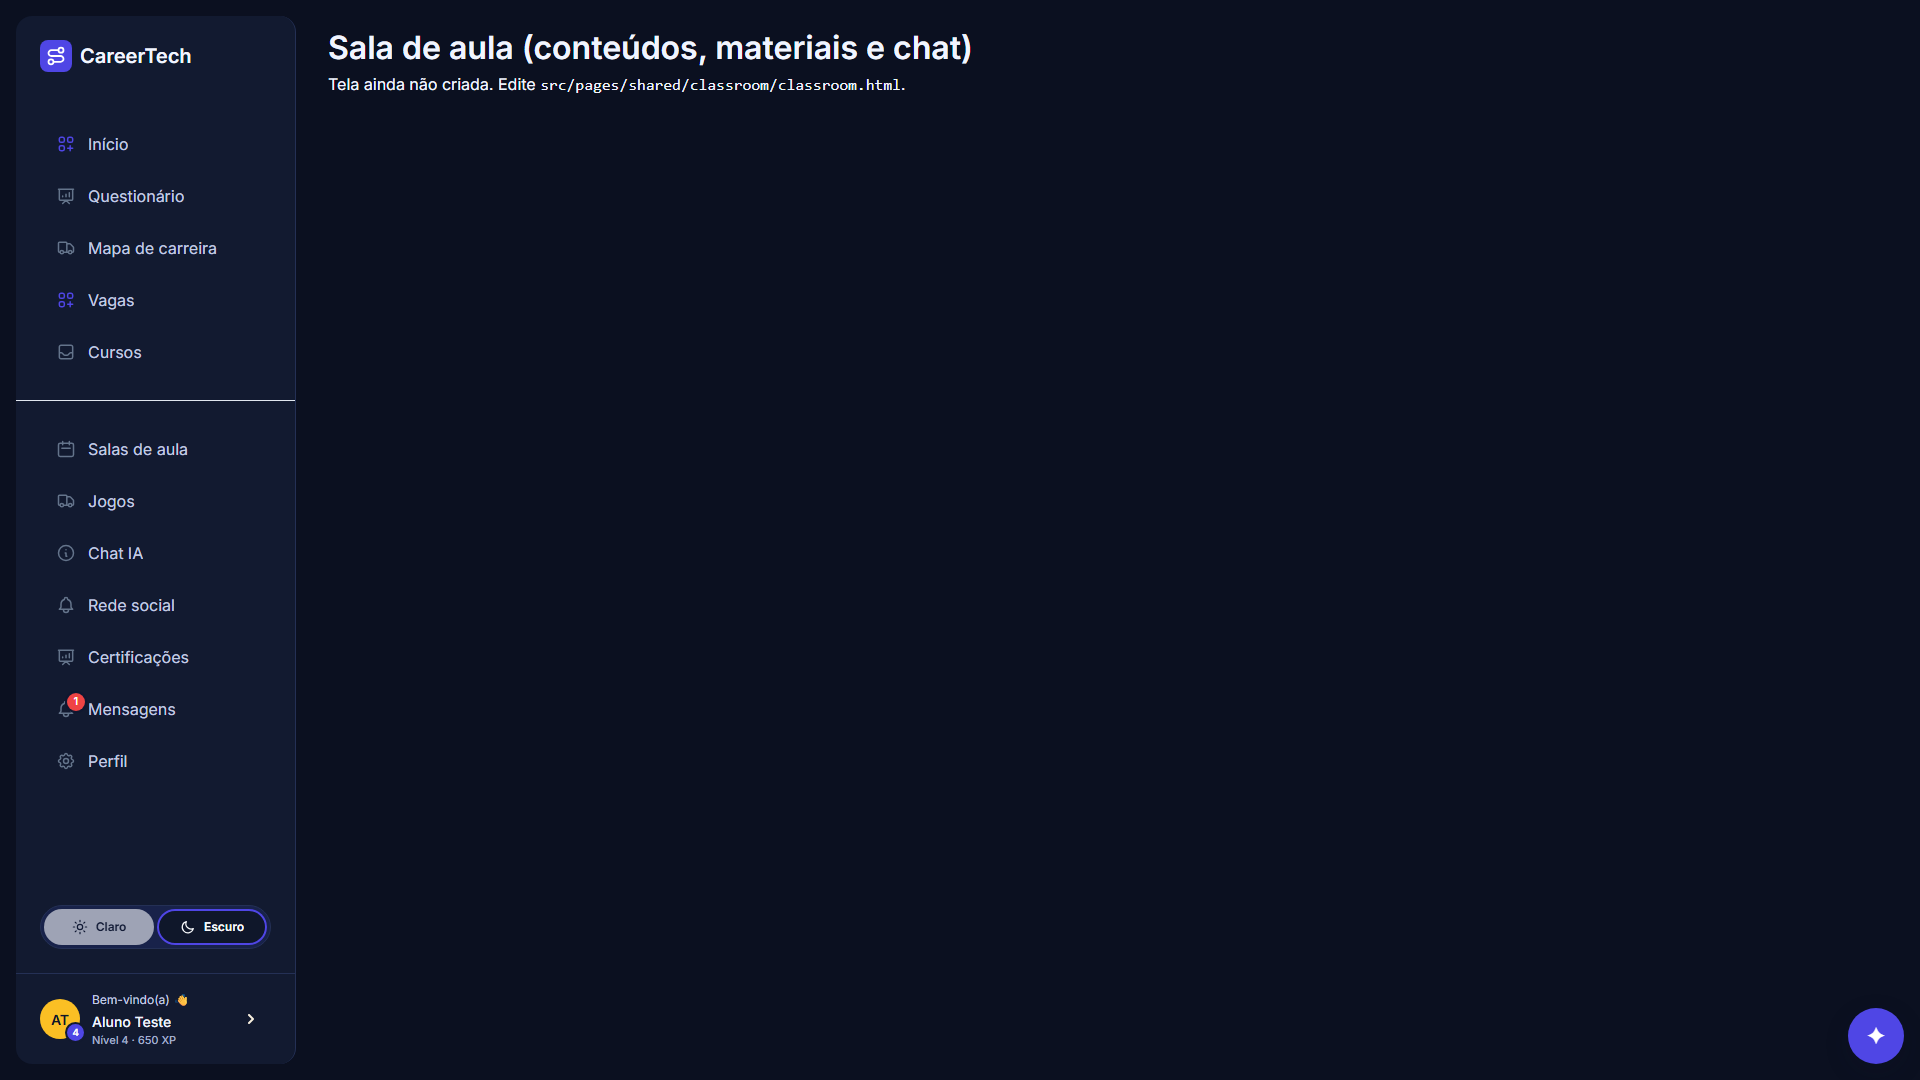 CareerTech
Início
Questionário
Mapa de carreira
Vagas
Cursos
Salas de aula
Jogos
Chat IA
Rede social
Certificações
1
Mensagens
Perfil
Claro
Escuro
Bem-vindo(a) 👋
AT
4
Aluno Teste
Nível 4 · 650 XP
Sala de aula (conteúdos, materiais e chat)
Tela ainda não criada. Edite src/pages/shared/classroom/classroom.html.